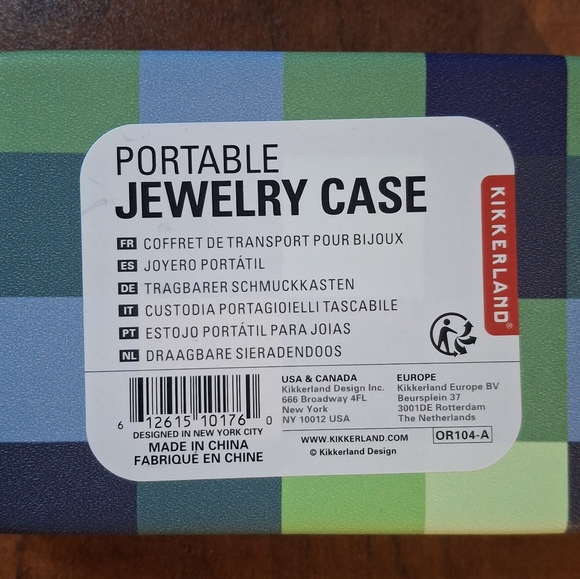 PORTABLE
JEWELRY CASE
FR COFFRET DE TRANSPORT POUR BIJOUX
ES JOYERO PORTÁTIL
DE TRAGBARER SCHMUCKKASTEN
IT CUSTODIA PORTAGIOIELLI TASCABILE
PT ESTOJO PORTÁTIL PARA JOIAS
NL DRAAGBARE SIERADENDOOS
KIKKERLAND®
6 12615 10176 0
DESIGNED IN NEW YORK CITY
MADE IN CHINA
FABRIQUÉ EN CHINE
USA & CANADA
Kikkerland Design Inc.
666 Broadway 4FL
New York
NY 10012 USA
EUROPE
Kikkerland Europe BV
Beursplein 37
3001DE Rotterdam
The Netherlands
WWW.KIKKERLAND.COM
© Kikkerland Design
OR104-A